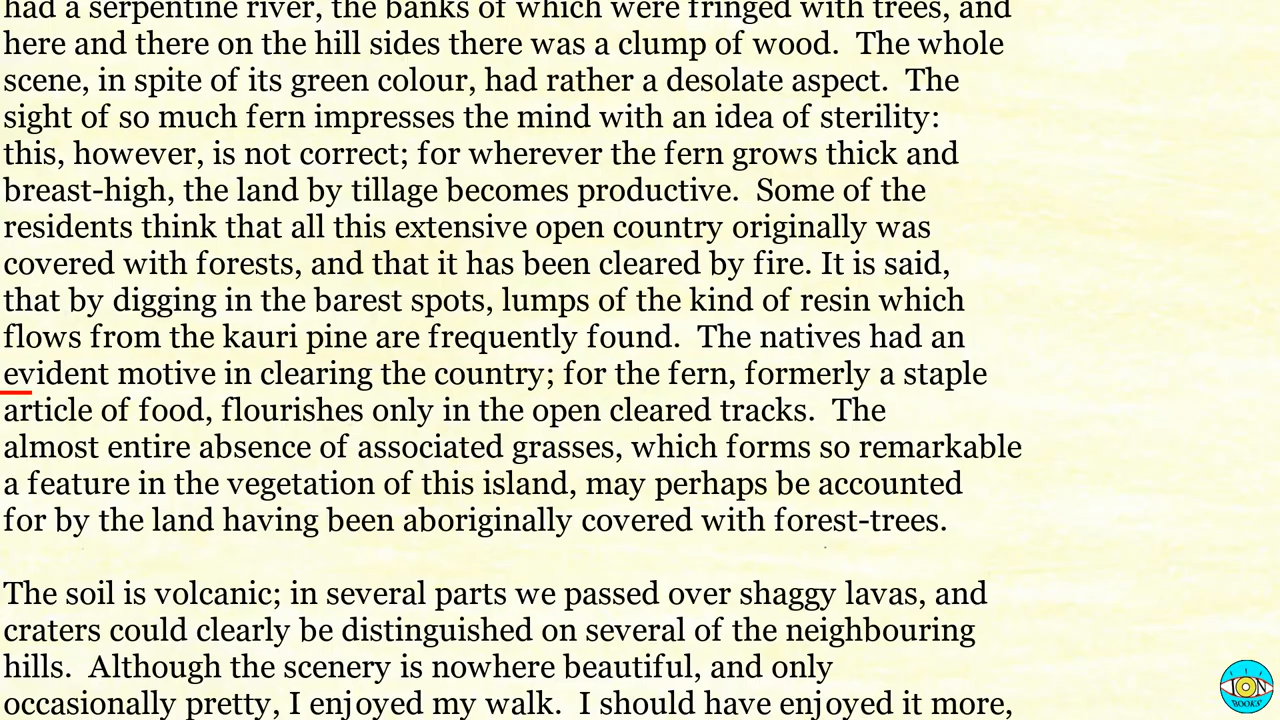 had a serpentine river, the banks of which were fringed with trees, and
here and there on the hill sides there was a clump of wood.  The whole
scene, in spite of its green colour, had rather a desolate aspect.  The
sight of so much fern impresses the mind with an idea of sterility:
this, however, is not correct; for wherever the fern grows thick and
breast-high, the land by tillage becomes productive.  Some of the
residents think that all this extensive open country originally was
covered with forests, and that it has been cleared by fire. It is said,
that by digging in the barest spots, lumps of the kind of resin which
flows from the kauri pine are frequently found.  The natives had an
evident motive in clearing the country; for the fern, formerly a staple
article of food, flourishes only in the open cleared tracks.  The
almost entire absence of associated grasses, which forms so remarkable
a feature in the vegetation of this island, may perhaps be accounted
for by the land having been aboriginally covered with forest-trees.
The soil is volcanic; in several parts we passed over shaggy lavas, and
craters could clearly be distinguished on several of the neighbouring
hills.  Although the scenery is nowhere beautiful, and only
occasionally pretty, I enjoyed my walk.  I should have enjoyed it more,
ION
BOOKS